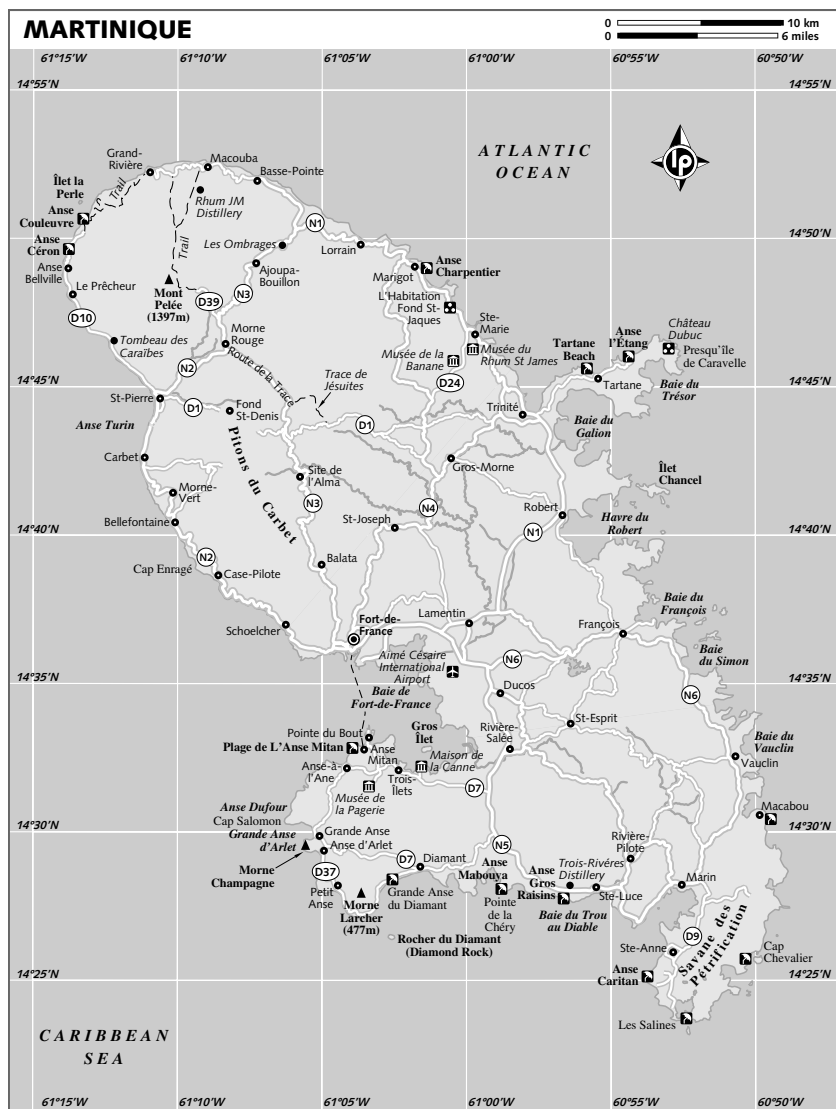 MARTINIQUE
0 10 km
0 6 miles
61°15'W 61°10'W 61°05'W 61°00'W 60°55'W 60°50'W
14°55'N 14°55'N
ATLANTIC
OCEAN
lp
Grand-
Rivière
Macouba
Basse-Pointe
Îlet la
Perle
Trail
Rhum JM
Distillery
Anse
Couleuvre
Anse
Céron
Trail
Les Ombrages
N1
Lorrain
14°50'N 14°50'N
Anse
Bellville
Le Prêcheur
Mont
Pelée
(1397m)
Ajoupa-
Bouillon
N3
D39
Marigot
Anse
Charpentier
L'Habitation
Fond St-
Jaques
Ste-
Marie
D10
Tombeau des
Caraïbes
Morne
Rouge
N2
Route de la Trace
Trace de
Jésuites
Musée de la
Banane
Musée du
Rhum St James
D24
Tartane
Beach
Anse
l'Étang
Château
Dubuc
Presqu'île
de Caravelle
Tartane
Baie du
Trésor
14°45'N 14°45'N
St-Pierre
D1
Fond
St-Denis
D1
Trinité
Baie du
Galion
Anse Turin
Carbet
Pitons du Carbet
Site de
l'Alma
Gros-Morne
Îlet
Chancel
Morne-
Vert
N3
N4
St-Joseph
Robert
Bellefontaine
14°40'N 14°40'N
N2
N1
Havre du
Robert
Cap Enragé
Case-Pilote
Balata
Schoelcher
Fort-de-
France
Lamentin
François
Baie du
François
Aimé Césaire
International
Airport
N6
Baie
du Simon
14°35'N 14°35'N
Baie de
Fort-de-France
Ducos
N6
St-Esprit
Pointe du Bout
Plage de L'Anse Mitan
Anse
Mitan
Gros
Îlet
Rivière-
Salée
Baie du
Vauclin
Vauclin
Maison de
la Canne
Anse-à-
l'Ane
Trois-
Îlets
D7
Musée de
la Pagerie
Anse Dufour
Cap Salomon
Grande Anse
d'Arlet
Macabou
14°30'N 14°30'N
Grande Anse
Anse d'Arlet
Morne
Champagne
D37
D7
Diamant
N5
Anse
Mabouya
Anse
Gros
Raisins
Trois-Rivéres
Distillery
Rivière-
Pilote
Marin
Petit
Anse
Morne
Larcher
(477m)
Grande Anse
du Diamant
Pointe
de la
Chéry
Ste-Luce
Baie du Trou
au Diable
Rocher du Diamant
(Diamond Rock)
D9
Ste-Anne
Savane des
Pétrification
Cap
Chevalier
Anse
Caritan
14°25'N 14°25'N
Les Salines
CARIBBEAN
SEA
61°15'W 61°10'W 61°05'W 61°00'W 60°55'W 60°50'W